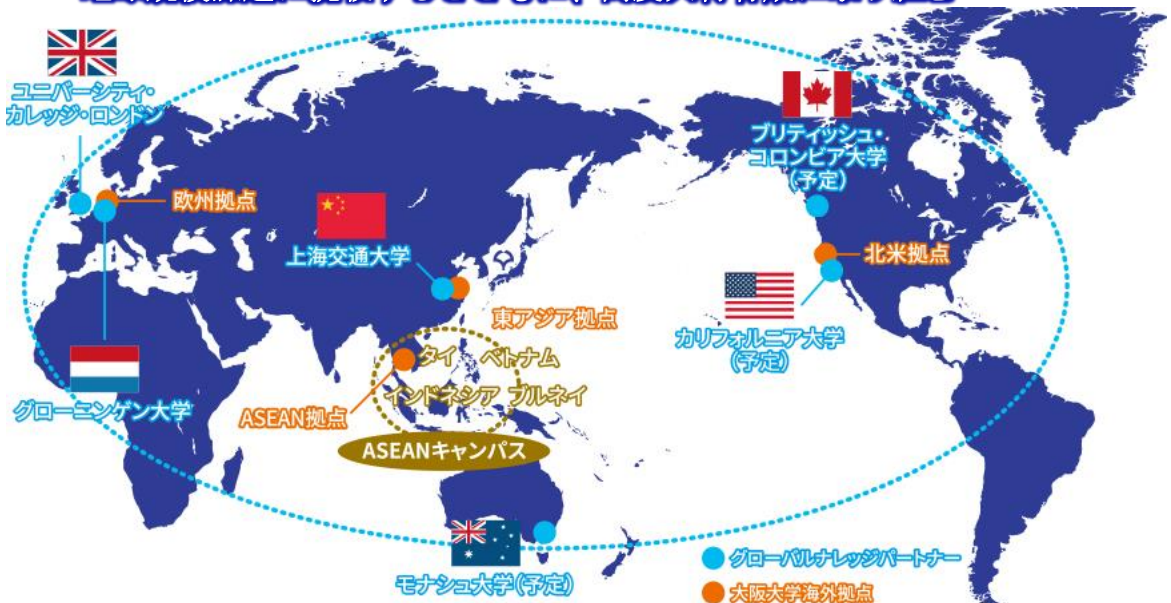 ユニバーシティ・
カレッジ・ロンドン
ブリティッシュ・
コロンビア大学
(予定)
欧州拠点
上海交通大学
北米拠点
東アジア拠点
カリフォルニア大学
(予定)
タイ ベトナム
インドネシア ブルネイ
グローニンゲン大学
ASEAN拠点
ASEANキャンパス
モナシュ大学(予定)
グローバルナレッジパートナー
大阪大学海外拠点